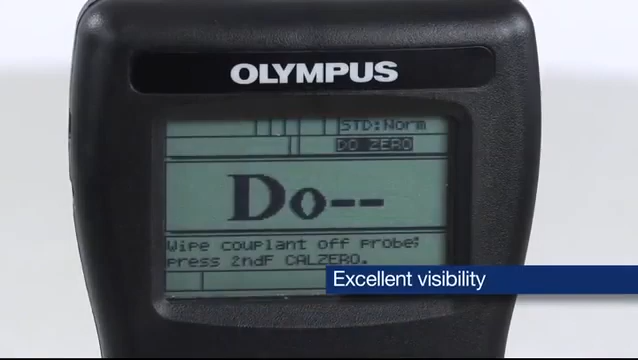 OLYMPUS
STD:Norm
DO ZERO
Do--
Wipe couplant off probe;
press 2ndF CALZERO.
Excellent visibility